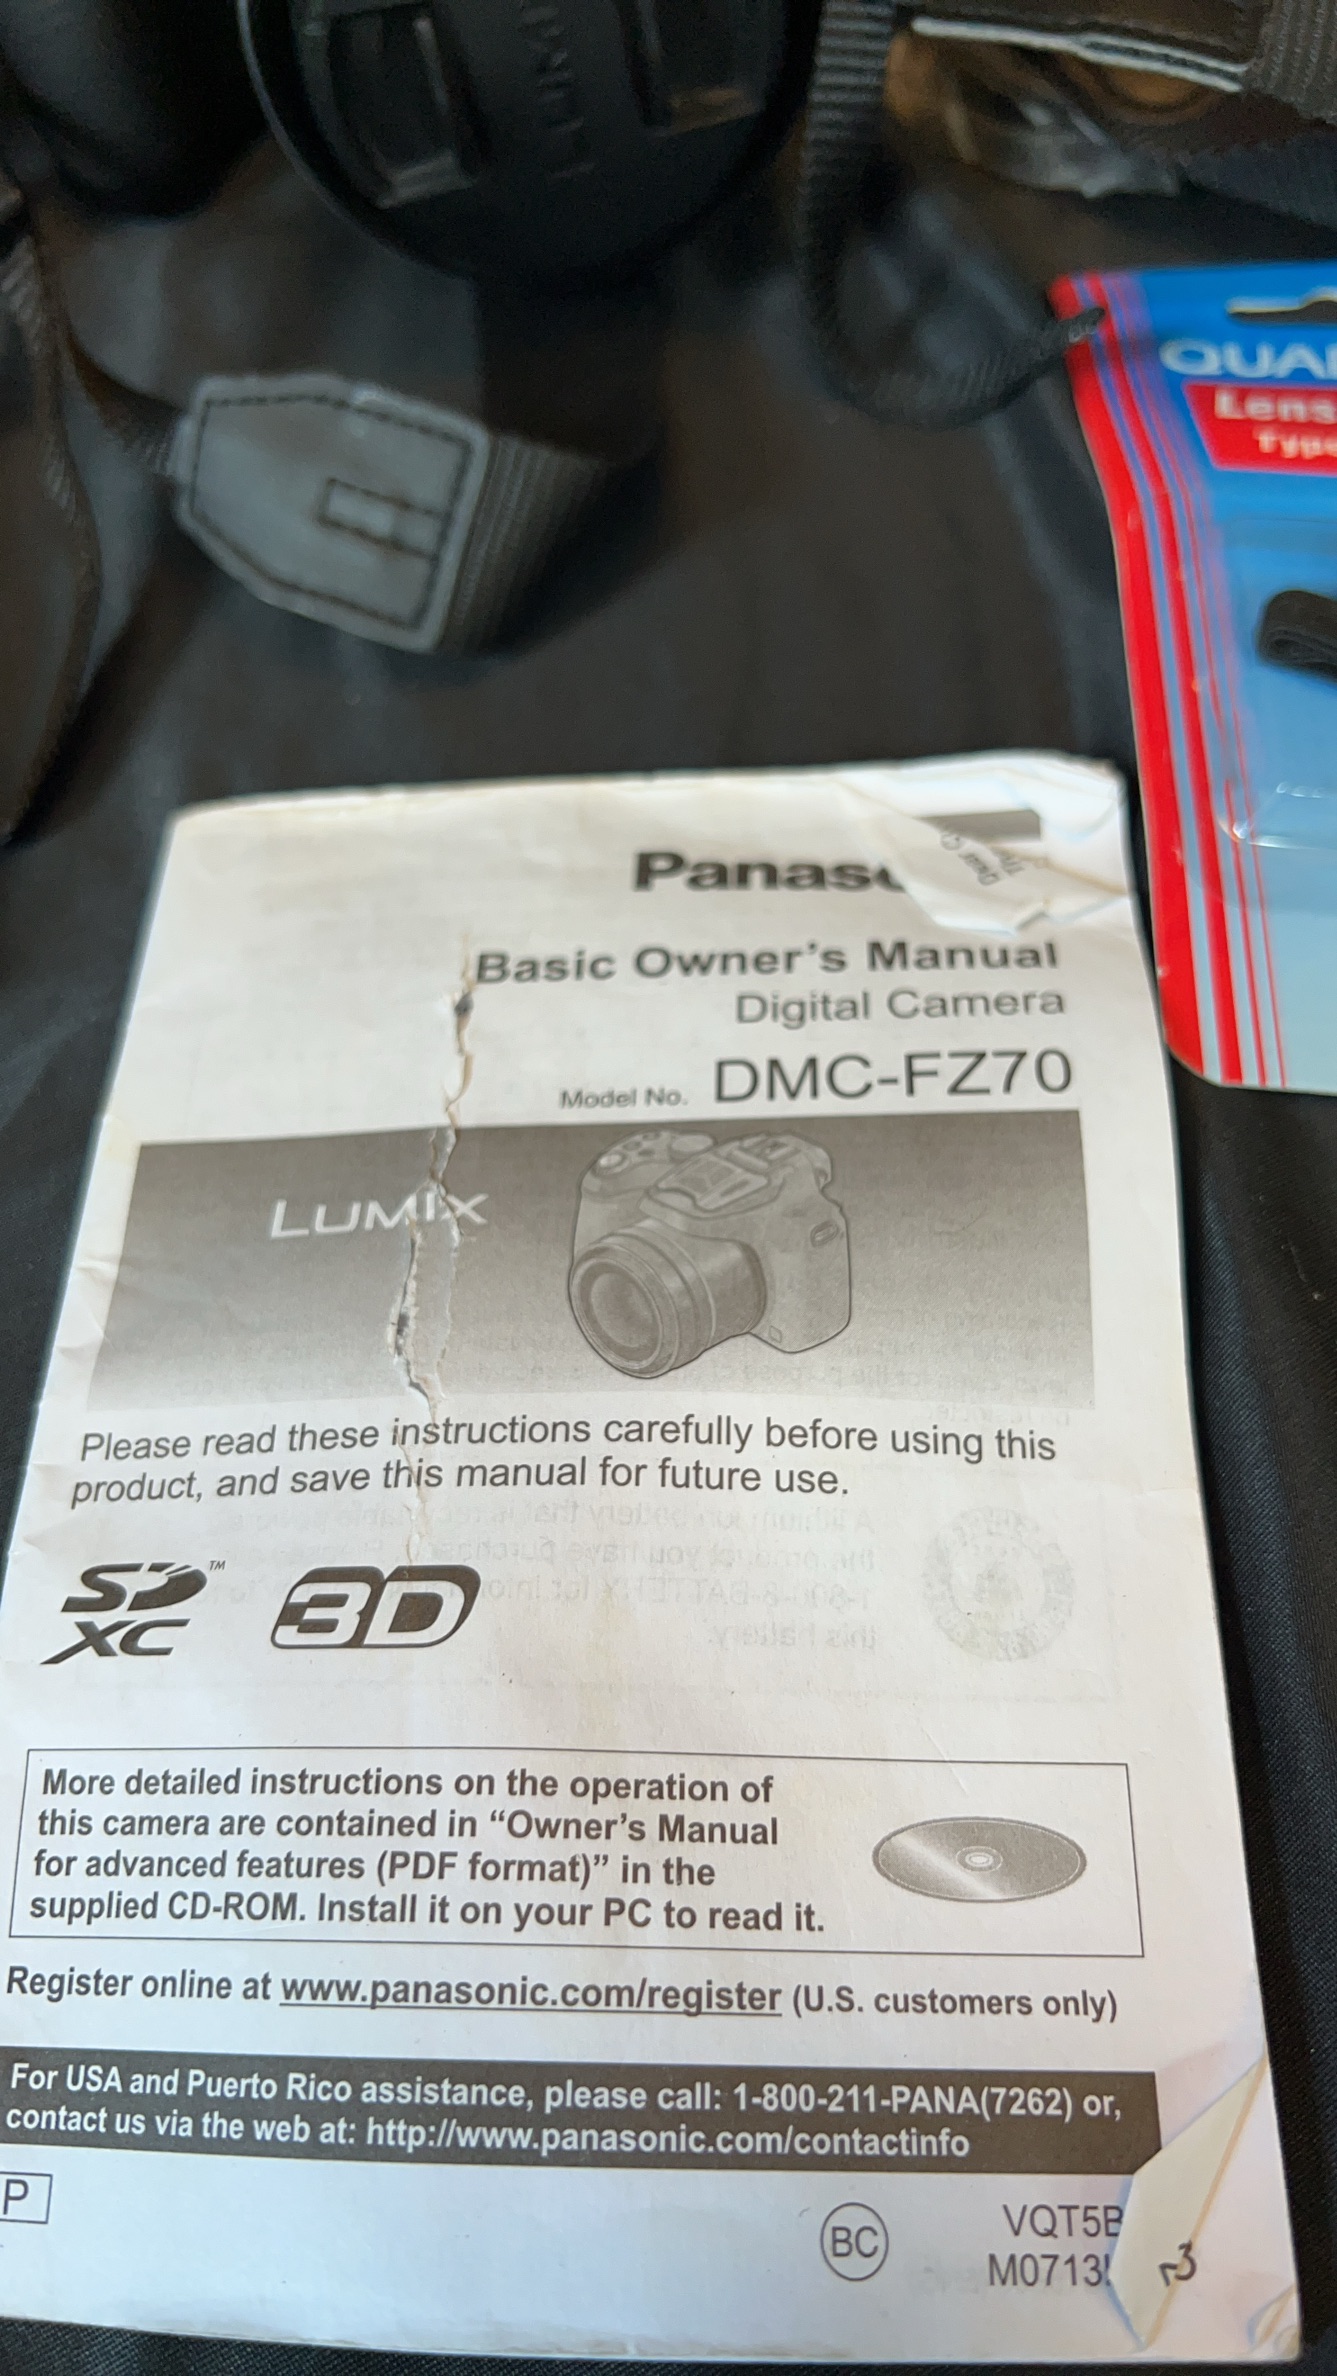 QUA
Lens
Type
Panaso
Basic Owner's Manual
Digital Camera
Model No. DMC-FZ70
LUMIX
Please read these instructions carefully before using this
product, and save this manual for future use.
SD™
XC
3D
More detailed instructions on the operation of
this camera are contained in “Owner's Manual
for advanced features (PDF format)” in the
supplied CD-ROM. Install it on your PC to read it.
Register online at www.panasonic.com/register (U.S. customers only)
For USA and Puerto Rico assistance, please call: 1-800-211-PANA(7262) or,
contact us via the web at: http://www.panasonic.com/contactinfo
P
BC
VQT5B
M0713